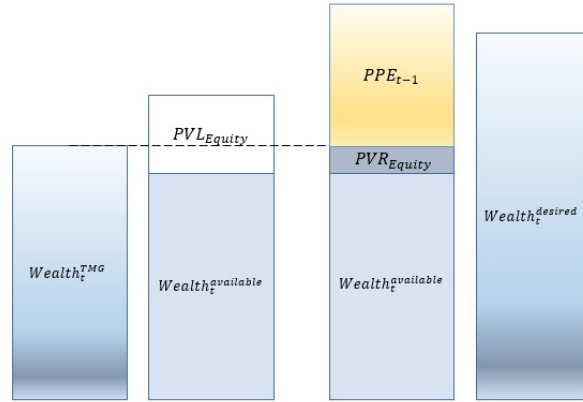 PPE_{t−1}
PVL_{Equity}
PVR_{Equity}
Wealth_t^{desired}
Wealth_t^{TMG}
Wealth_t^{available}
Wealth_t^{available}